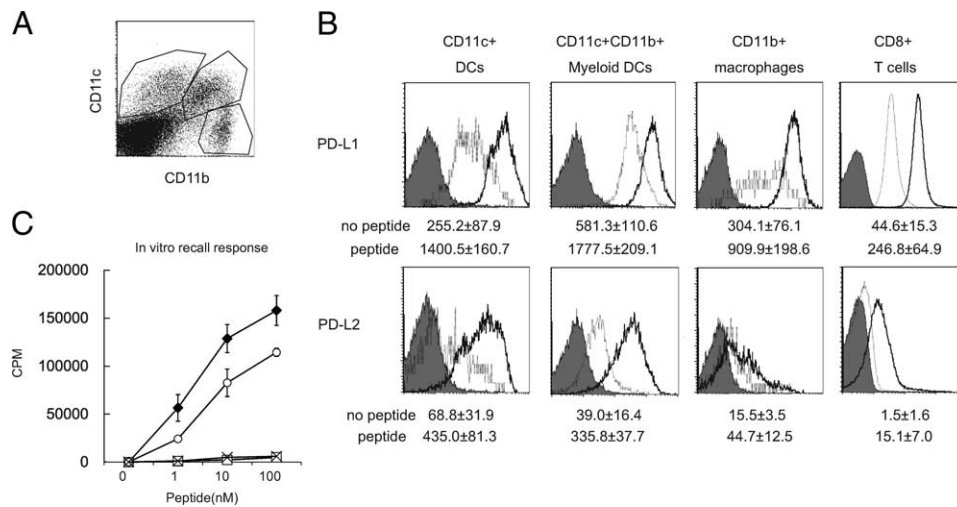 A
CD11c
CD11b
B
CD11c+ CD11c+CD11b+ CD11b+ CD8+
DCs Myeloid DCs macrophages T cells
PD-L1
no peptide 255.2±87.9 581.3±110.6 304.1±76.1 44.6±15.3
peptide 1400.5±160.7 1777.5±209.1 909.9±198.6 246.8±64.9
PD-L2
no peptide 68.8±31.9 39.0±16.4 15.5±3.5 1.5±1.6
peptide 435.0±81.3 335.8±37.7 44.7±12.5 15.1±7.0
C
In vitro recall response
200000
150000
100000
50000
0
CPM
0 1 10 100
Peptide(nM)